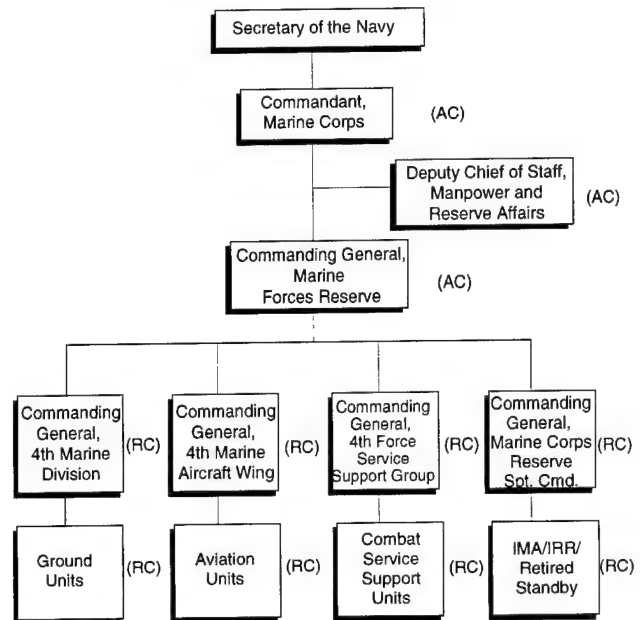 Secretary of the Navy
Commandant,
Marine Corps
(AC)
Deputy Chief of Staff,
Manpower and
Reserve Affairs
(AC)
Commanding General,
Marine
Forces Reserve
(AC)
Commanding
General,
4th Marine
Division
(RC)
Commanding
General,
4th Marine
Aircraft Wing
(RC)
Commanding
General,
4th Force
Service
Support Group
(RC)
Commanding
General,
Marine Corps
Reserve
Spt. Cmd.
(RC)
Ground
Units
(RC)
Aviation
Units
(RC)
Combat
Service
Support
Units
(RC)
IMA/IRR/
Retired
Standby
(RC)